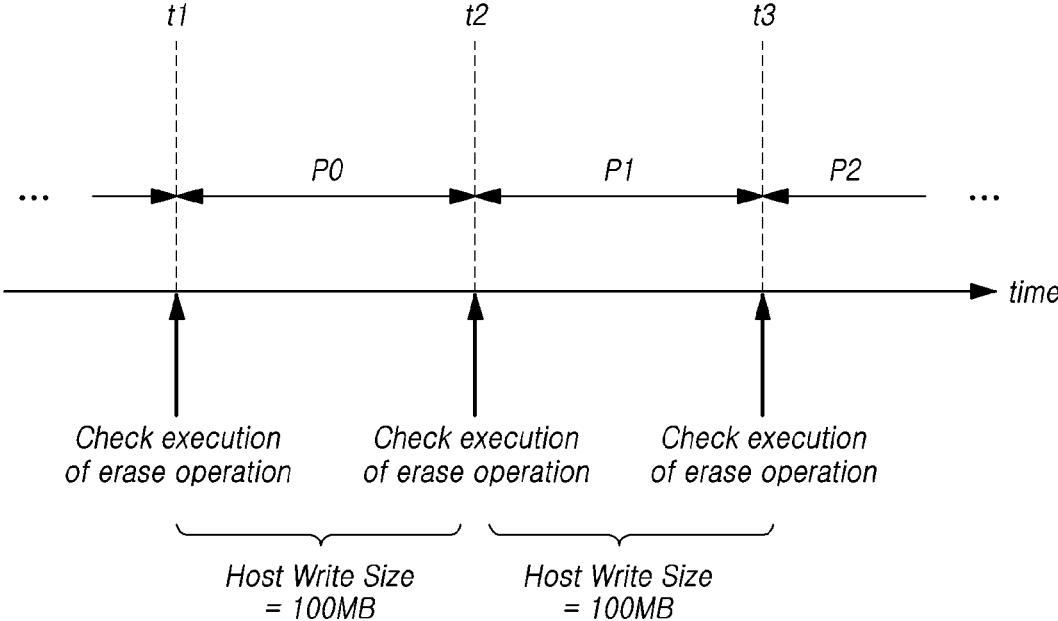 t1 t2 t3
P0 P1 P2
... ...
time
Check execution
of erase operation
Check execution
of erase operation
Check execution
of erase operation
Host Write Size
= 100MB
Host Write Size
= 100MB